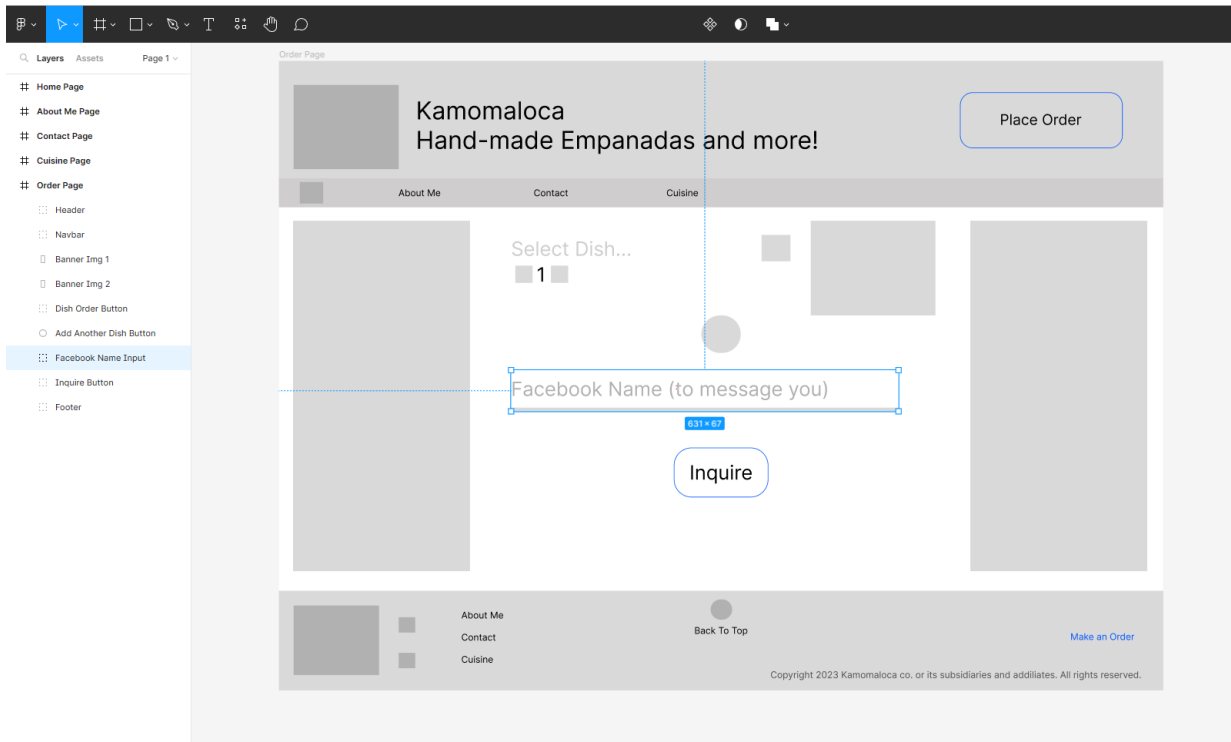 Layers Assets Page 1
Home Page
About Me Page
Contact Page
Cuisine Page
Order Page
Header
Navbar
Banner Img 1
Banner Img 2
Dish Order Button
Add Another Dish Button
Facebook Name Input
Inquire Button
Footer
Order Page
Kamomaloca
Hand-made Empanadas and more!
Place Order
About Me Contact Cuisine
Select Dish...
1
Facebook Name (to message you)
631 × 67
Inquire
About Me
Contact
Cuisine
Back To Top
Make an Order
Copyright 2023 Kamomaloca co. or its subsidiaries and addiliates. All rights reserved.